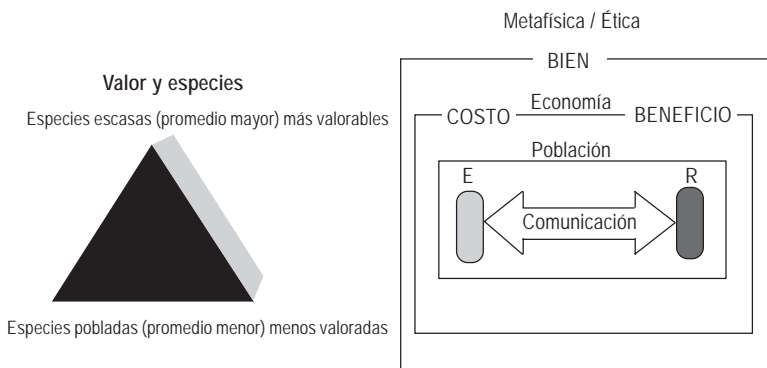 Valor y especies
Especies escasas (promedio mayor) más valorables
Especies pobladas (promedio menor) menos valoradas
Metafísica / Ética
BIEN
COSTO Economía BENEFICIO
Población
E R
Comunicación